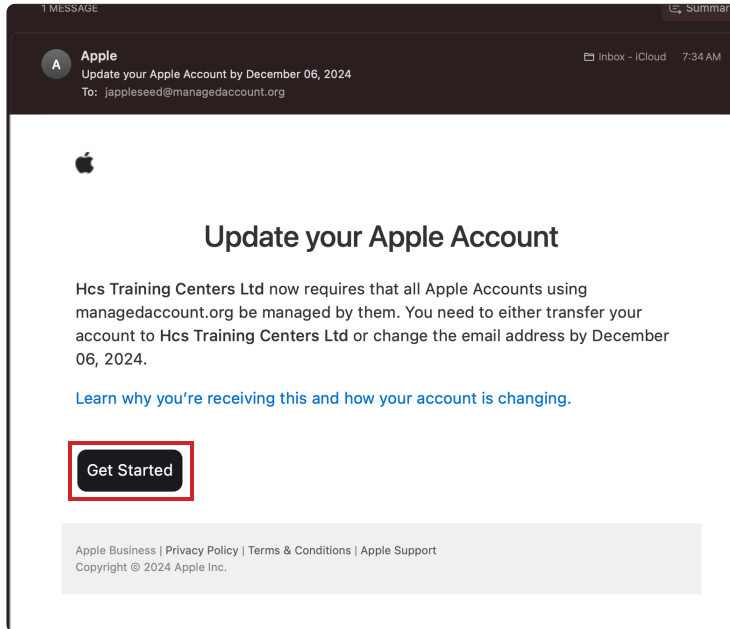 1 MESSAGE
Summar
A
Apple
Inbox - iCloud
7:34 AM
Update your Apple Account by December 06, 2024
To: jappleseed@managedaccount.org
Update your Apple Account
Hcs Training Centers Ltd now requires that all Apple Accounts using
managedaccount.org be managed by them. You need to either transfer your
account to Hcs Training Centers Ltd or change the email address by December
06, 2024.
Learn why you’re receiving this and how your account is changing.
Get Started
Apple Business | Privacy Policy | Terms & Conditions | Apple Support
Copyright © 2024 Apple Inc.